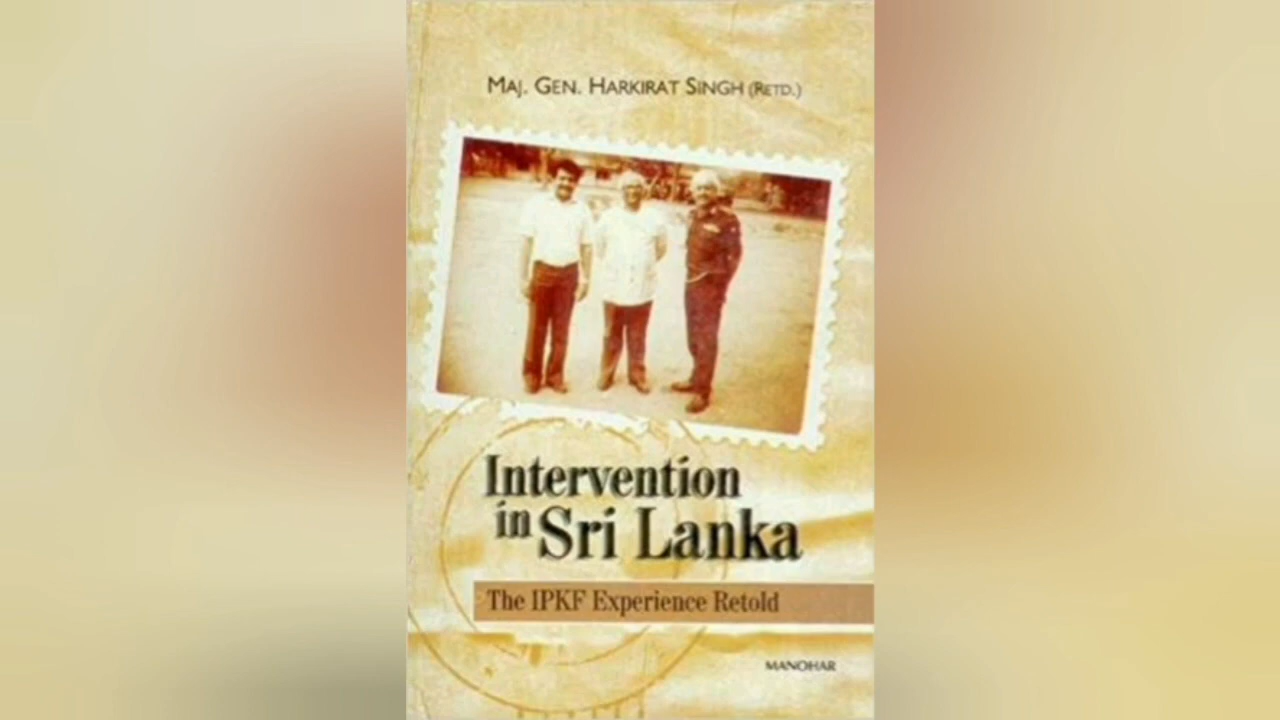 MAJ. GEN. HARKIRAT SINGH (RETD.)
Intervention
in Sri Lanka
The IPKF Experience Retold
MANOHAR